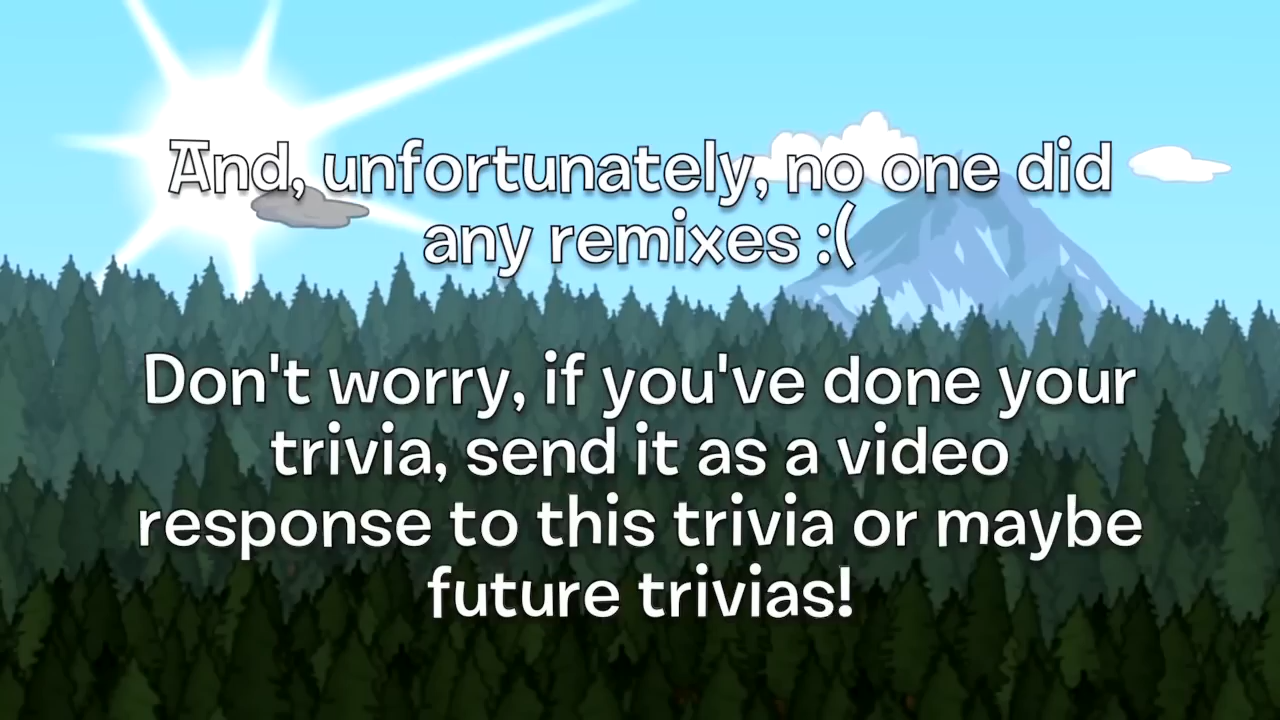 And, unfortunately, no one did
any remixes :(
Don't worry, if you've done your
trivia, send it as a video
response to this trivia or maybe
future trivias!